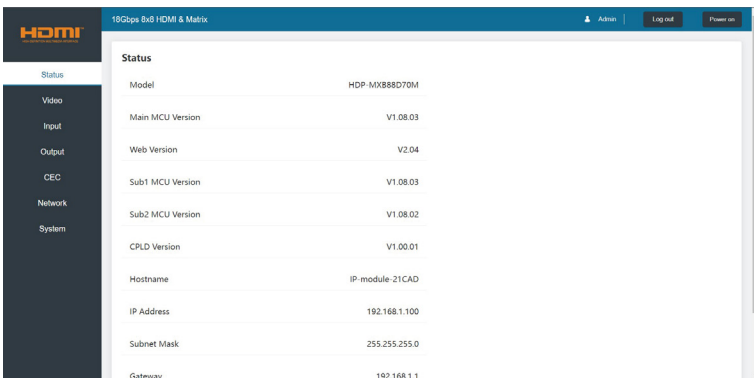 HDMI
18Gbps 8x8 HDMI & Matrix
Admin
Log out
Power on
Status
Video
Input
Output
CEC
Network
System
Status
Model HDP-MXB88D70M
Main MCU Version V1.08.03
Web Version V2.04
Sub1 MCU Version V1.08.03
Sub2 MCU Version V1.08.02
CPLD Version V1.00.01
Hostname IP-module-21CAD
IP Address 192.168.1.100
Subnet Mask 255.255.255.0
Gateway 192.168.1.1